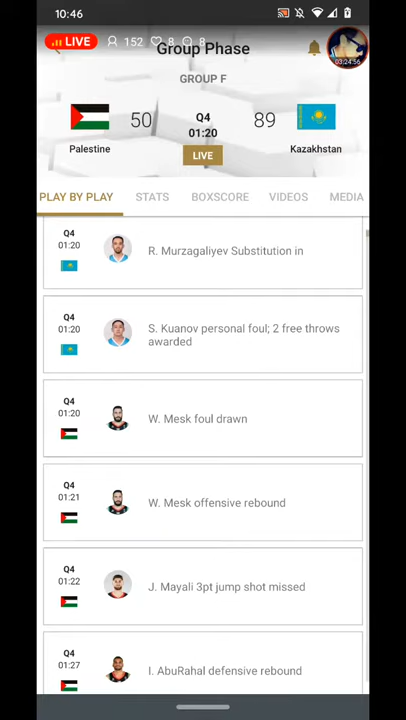 10:46
LIVE 152 8 8
Group Phase
03:24:56
GROUP F
50 Q4 89
01:20
Palestine Kazakhstan
LIVE
PLAY BY PLAY STATS BOXSCORE VIDEOS MEDIA
Q4
01:20
R. Murzagaliyev Substitution in
Q4
01:20
S. Kuanov personal foul; 2 free throws
awarded
Q4
01:20
W. Mesk foul drawn
Q4
01:21
W. Mesk offensive rebound
Q4
01:22
J. Mayali 3pt jump shot missed
Q4
01:27
I. AbuRahal defensive rebound